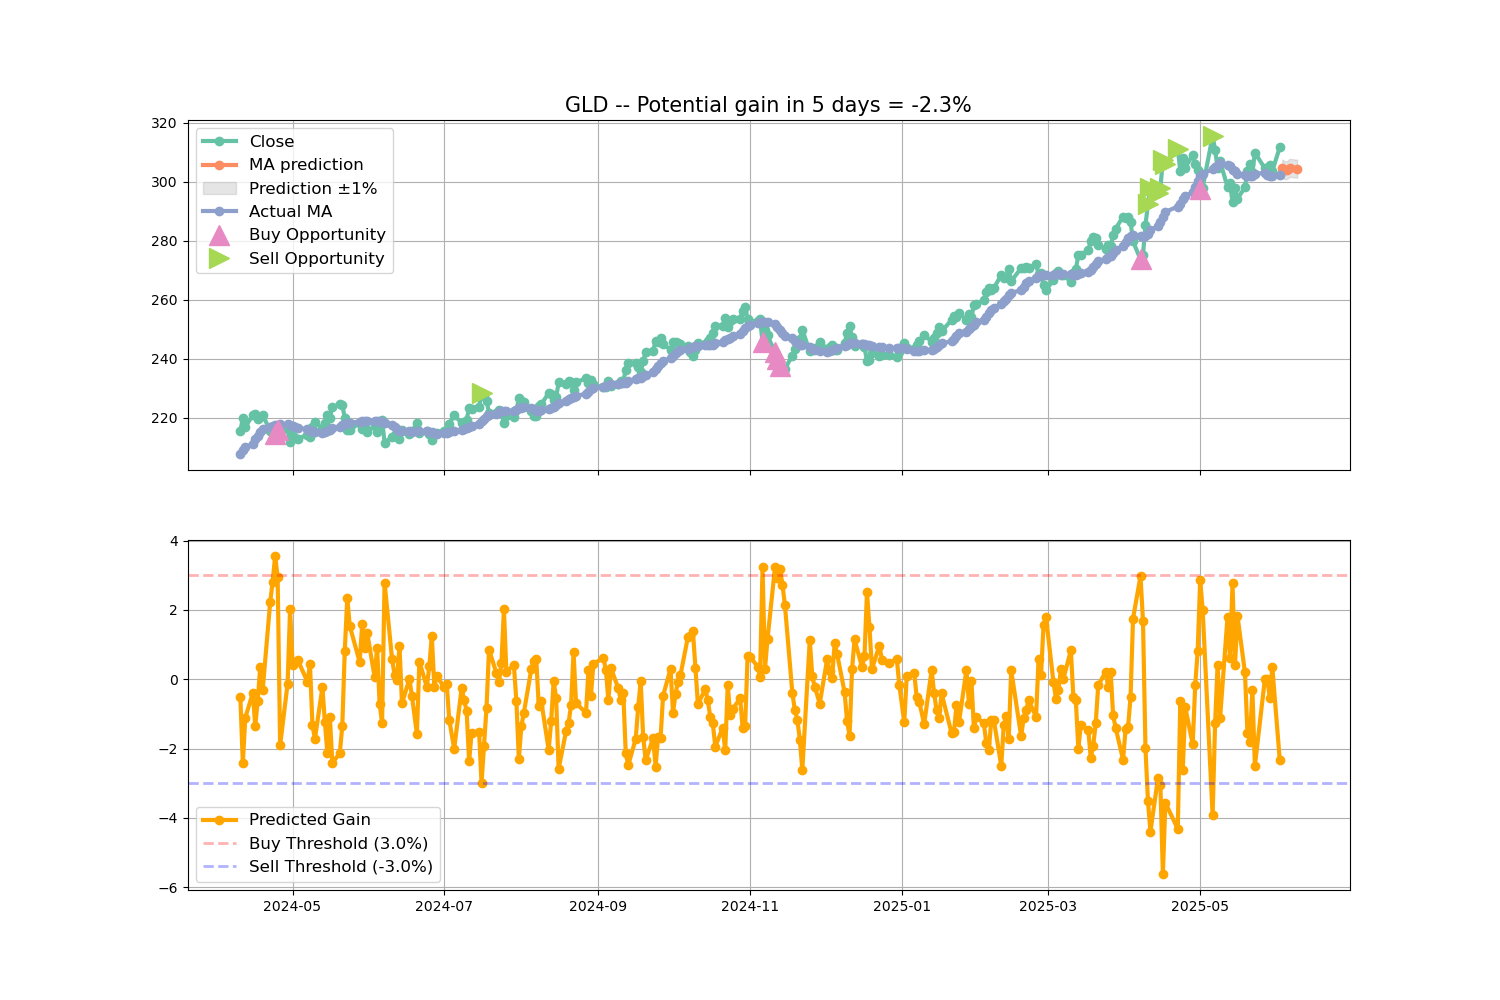 GLD -- Potential gain in 5 days = -2.3%
320
300
280
260
240
220
Close
MA prediction
Prediction ±1%
Actual MA
Buy Opportunity
Sell Opportunity
4
2
0
−2
−4
−6
Predicted Gain
Buy Threshold (3.0%)
Sell Threshold (-3.0%)
2024-05
2024-07
2024-09
2024-11
2025-01
2025-03
2025-05